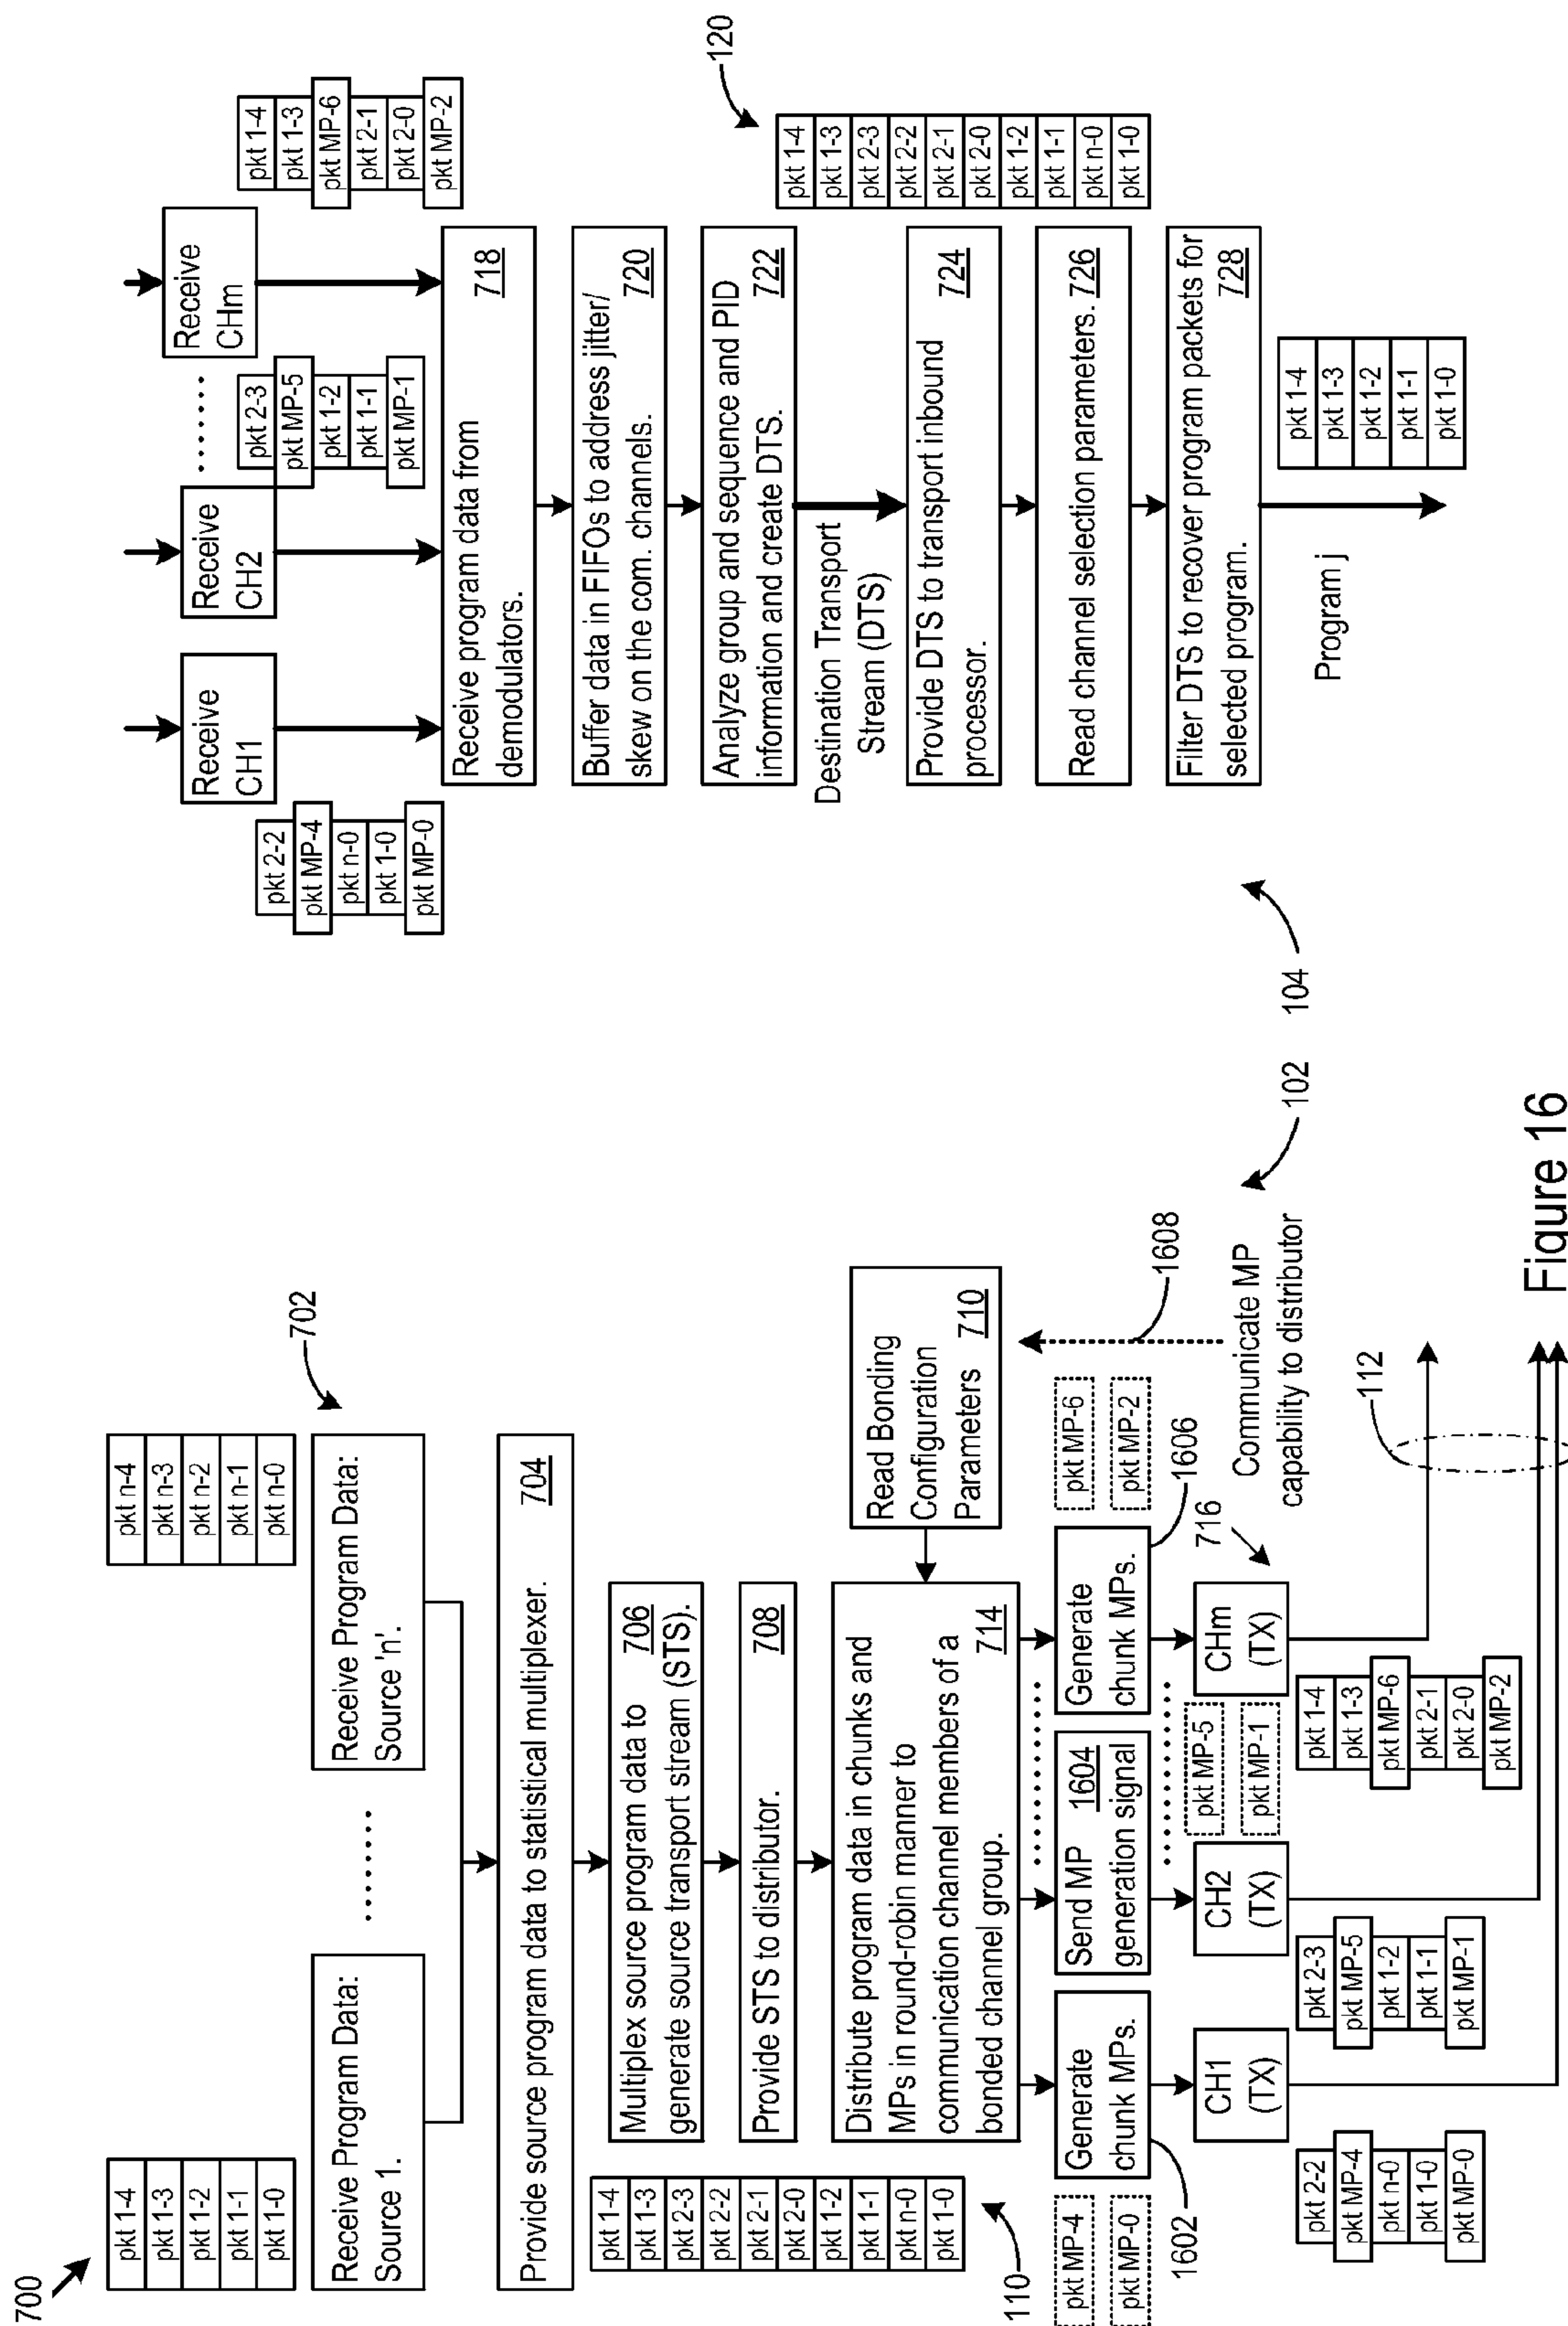 700
pkt 1-4
pkt 1-3
pkt 1-2
pkt 1-1
pkt 1-0
pkt n-4
pkt n-3
pkt n-2
pkt n-1
pkt n-0
702
Receive Program Data:
Source 1.
.......
Receive Program Data:
Source 'n'.
Provide source program data to statistical multiplexer.
704
pkt 1-4
pkt 1-3
pkt 2-3
pkt 2-2
pkt 2-1
pkt 2-0
pkt 1-2
pkt 1-1
pkt n-0
pkt 1-0
110
Multiplex source program data to 706
generate source transport stream (STS).
Provide STS to distributor. 708
Distribute program data in chunks and
MPs in round-robin manner to
communication channel members of a
bonded channel group. 714
Read Bonding
Configuration
Parameters 710
1608
Communicate MP
capability to distributor
pkt MP-4
pkt MP-0
1602
Generate
chunk MPs.
Send MP 1604
generation signal
Generate
chunk MPs.
1606
pkt MP-6
pkt MP-2
pkt MP-5
pkt MP-1
716
CH1
(TX)
CH2
(TX)
CHm
(TX)
pkt 2-2
pkt MP-4
pkt n-0
pkt 1-0
pkt MP-0
pkt 2-3
pkt MP-5
pkt 1-2
pkt 1-1
pkt MP-1
pkt 1-4
pkt 1-3
pkt MP-6
pkt 2-1
pkt 2-0
pkt MP-2
112
102
104
Receive
CH1
Receive
CH2
.......
Receive
CHm
pkt 2-2
pkt MP-4
pkt n-0
pkt 1-0
pkt MP-0
pkt 2-3
pkt MP-5
pkt 1-2
pkt 1-1
pkt MP-1
pkt 1-4
pkt 1-3
pkt MP-6
pkt 2-1
pkt 2-0
pkt MP-2
Receive program data from
demodulators. 718
Buffer data in FIFOs to address jitter/
skew on the com. channels. 720
Analyze group and sequence and PID
information and create DTS. 722
Destination Transport
Stream (DTS)
120
pkt 1-4
pkt 1-3
pkt 2-3
pkt 2-2
pkt 2-1
pkt 2-0
pkt 1-2
pkt 1-1
pkt n-0
pkt 1-0
Provide DTS to transport inbound
processor. 724
Read channel selection parameters. 726
Filter DTS to recover program packets for
selected program. 728
Program j
pkt 1-4
pkt 1-3
pkt 1-2
pkt 1-1
pkt 1-0
Figure 16